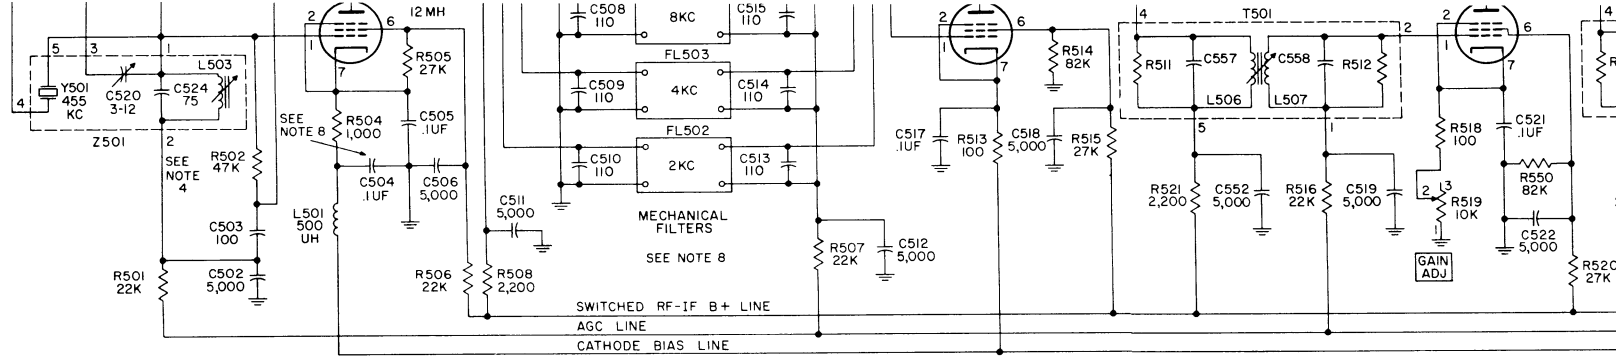 5
3
1
4
Y501
455
KC
C520
3-12
C524
75
L503
Z501
2
SEE
NOTE
4
R502
47K
C503
100
C502
5,000
R501
22K
12 MH
2
6
1
7
R505
27K
SEE
NOTE 8
R504
1,000
C505
.1UF
C504
.1UF
C506
5,000
L501
500
UH
R506
22K
R508
2,200
C511
5,000
C508
110
8KC
C515
110
FL503
C509
110
4KC
C514
110
FL502
C510
110
2KC
C513
110
MECHANICAL
FILTERS
SEE NOTE 8
R507
22K
C512
5,000
2
6
1
7
R514
82K
C517
.1UF
R513
100
C518
5,000
R515
27K
4
T501
2
R511
C557
C558
R512
L506
L507
5
1
R521
2,200
C552
5,000
R516
22K
C519
5,000
2
1
6
7
R518
100
C521
.1UF
R550
82K
2
3
R519
10K
1
C522
5,000
GAIN
ADJ
R520
27K
4
R
SWITCHED RF-IF B+ LINE
AGC LINE
CATHODE BIAS LINE